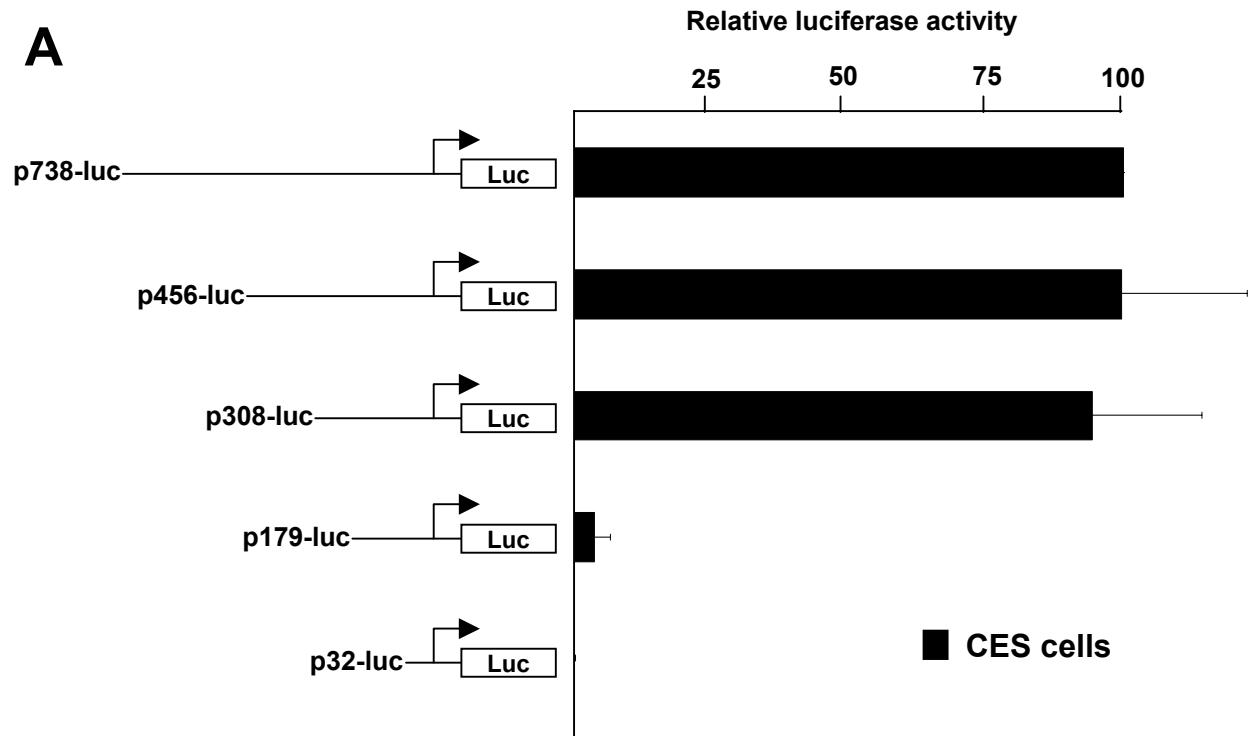 Relative luciferase activity
A
25 50 75 100
p738-luc Luc
p456-luc Luc
p308-luc Luc
p179-luc Luc
p32-luc Luc
CES cells